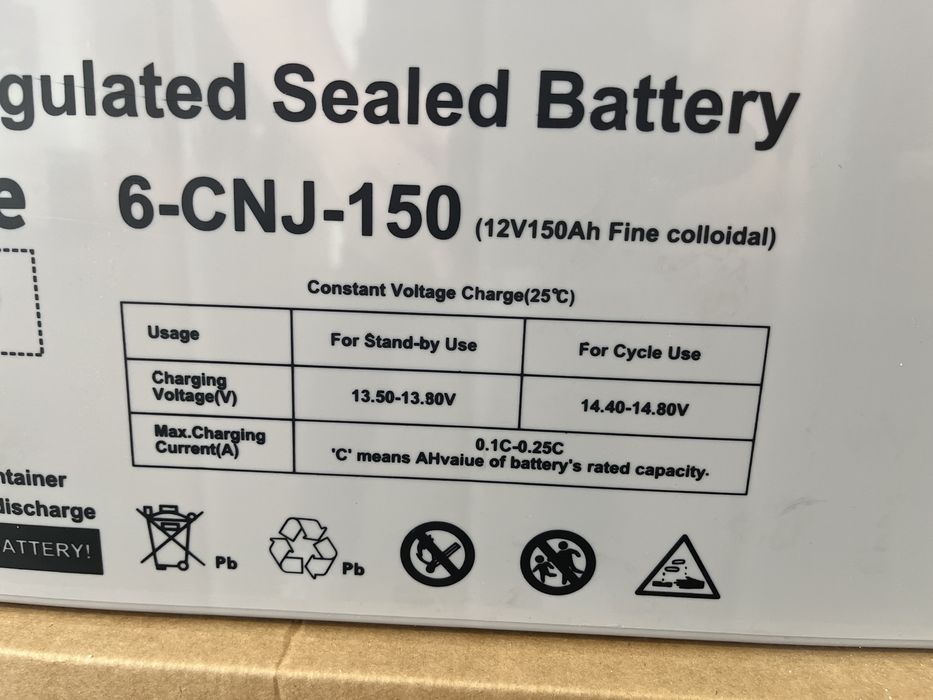 gulated Sealed Battery
e 6-CNJ-150 (12V150Ah Fine colloidal)
Constant Voltage Charge(25℃)
Usage For Stand-by Use For Cycle Use
Charging
Voltage(V) 13.50-13.80V 14.40-14.80V
Max.Charging
Current(A) 0.1C-0.25C
'C' means AHvaiue of battery's rated capacity.
ntainer
discharge
ATTERY!
Pb
Pb